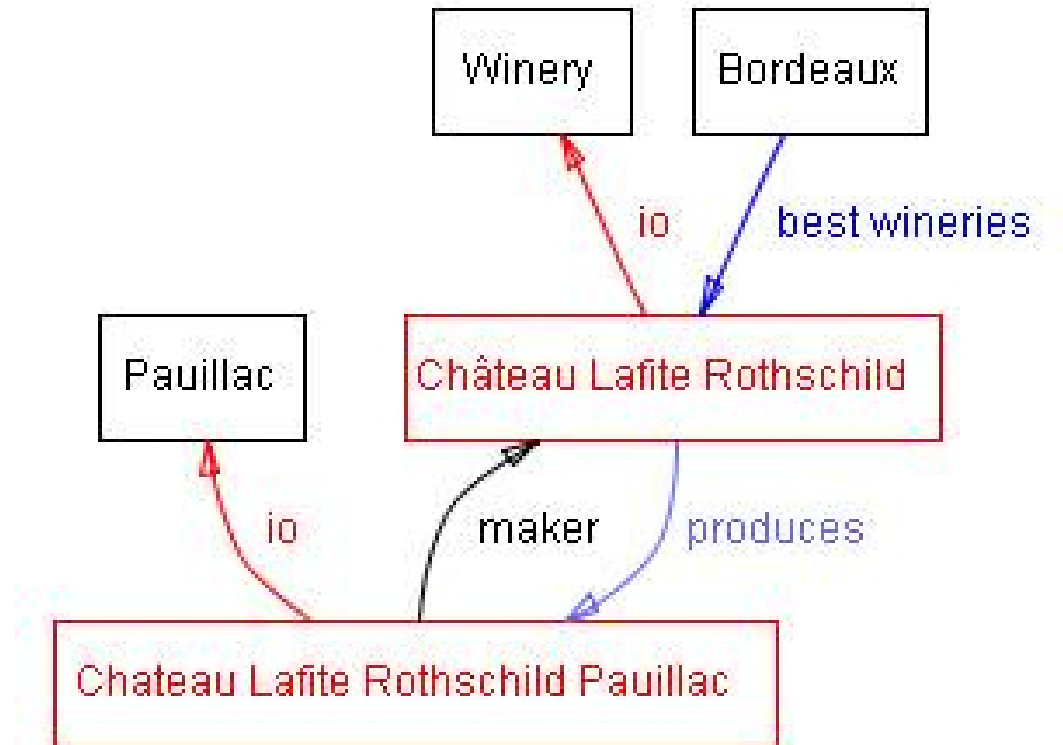 Winery
Bordeaux
io
best wineries
Pauillac
Château Lafite Rothschild
io
maker
produces
Chateau Lafite Rothschild Pauillac